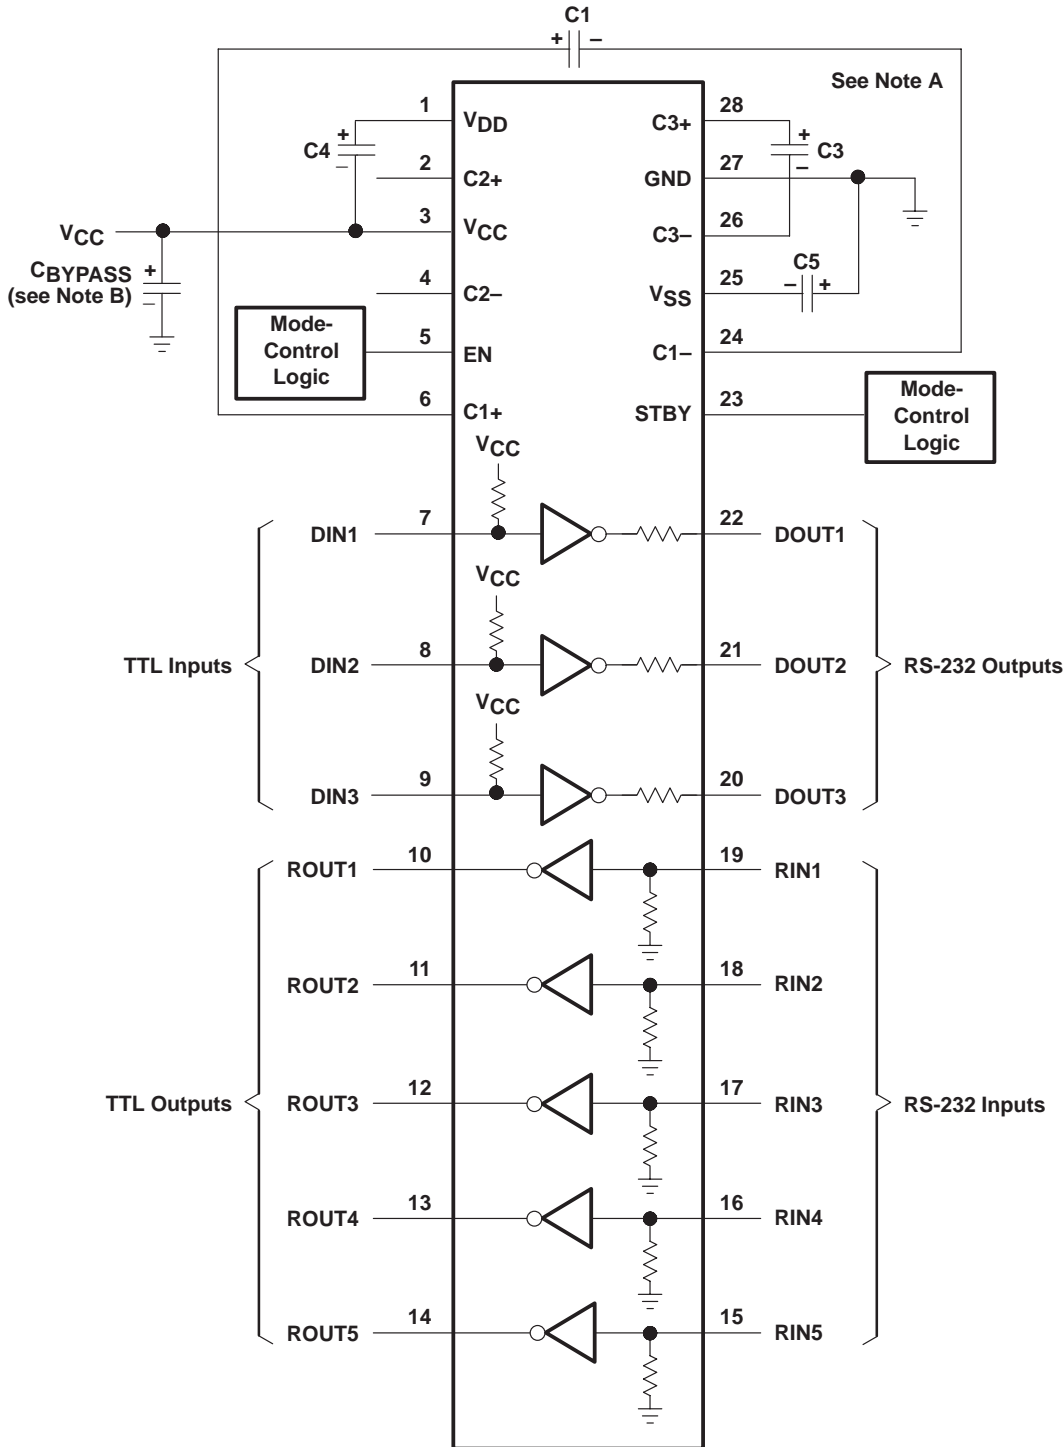 C1
+ –
See Note A
1 VDD C3+ 28
C4 + – + – C3
2 C2+ GND 27
VCC 3 VCC C3– 26
CBYPASS + –
(see Note B)
C5
4 C2– VSS 25 – +
Mode-
Control
Logic
5 EN C1– 24
6 C1+ STBY 23
Mode-
Control
Logic
VCC
DIN1 7 22 DOUT1
VCC
TTL Inputs DIN2 8 21 DOUT2 RS-232 Outputs
VCC
DIN3 9 20 DOUT3
ROUT1 10 19 RIN1
ROUT2 11 18 RIN2
TTL Outputs ROUT3 12 17 RIN3 RS-232 Inputs
ROUT4 13 16 RIN4
ROUT5 14 15 RIN5